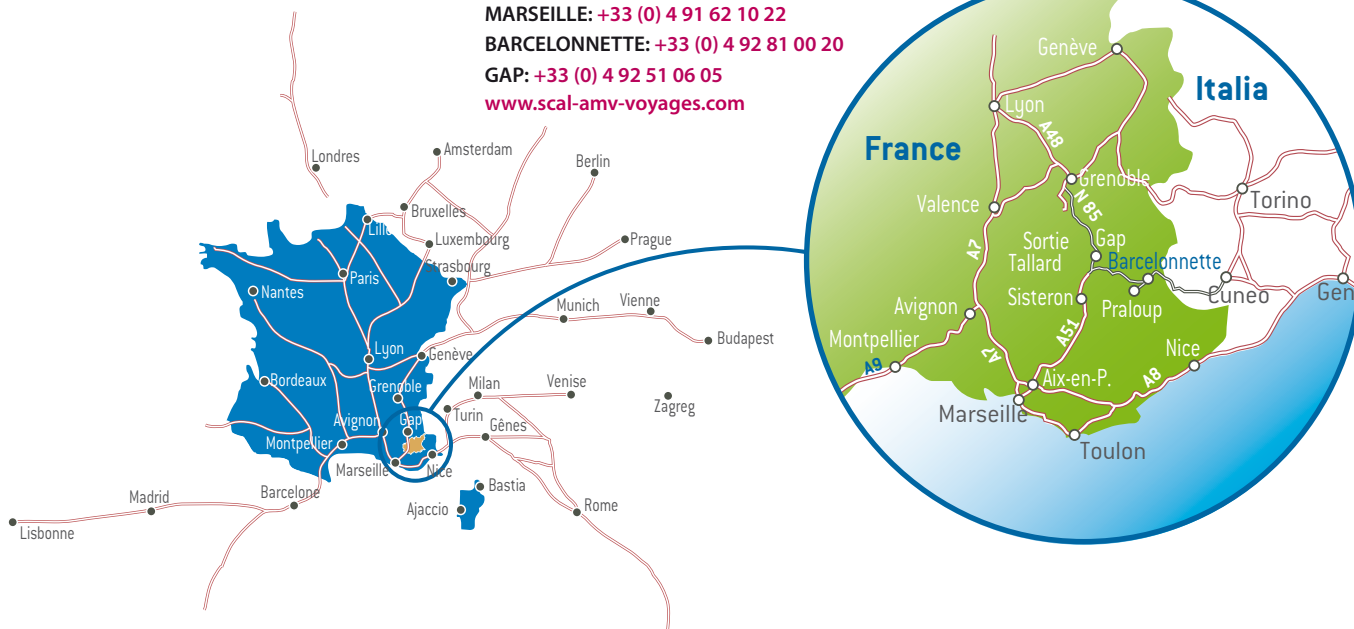 MARSEILLE: +33 (0) 4 91 62 10 22
BARCELONNETTE: +33 (0) 4 92 81 00 20
GAP: +33 (0) 4 92 51 06 05
www.scal-amv-voyages.com
Londres
Amsterdam
Berlin
Bruxelles
Lille
Luxembourg
Prague
Strasbourg
Paris
Nantes
Munich
Vienne
Budapest
Lyon
Genève
Bordeaux
Grenoble
Milan
Venise
Zagreg
Turin
Avignon
Gap
Gênes
Montpellier
Marseille
Nice
Bastia
Ajaccio
Rome
Barcelone
Madrid
Lisbonne
Genève
Italia
Lyon
A48
France
Grenoble
Torino
Valence
N 85
A7
Sortie
Tallard
Gap
Barcelonnette
Sisteron
Praloup
Cuneo
Gen
Avignon
Montpellier
A51
A7
Nice
A9
Aix-en-P.
A8
Marseille
Toulon